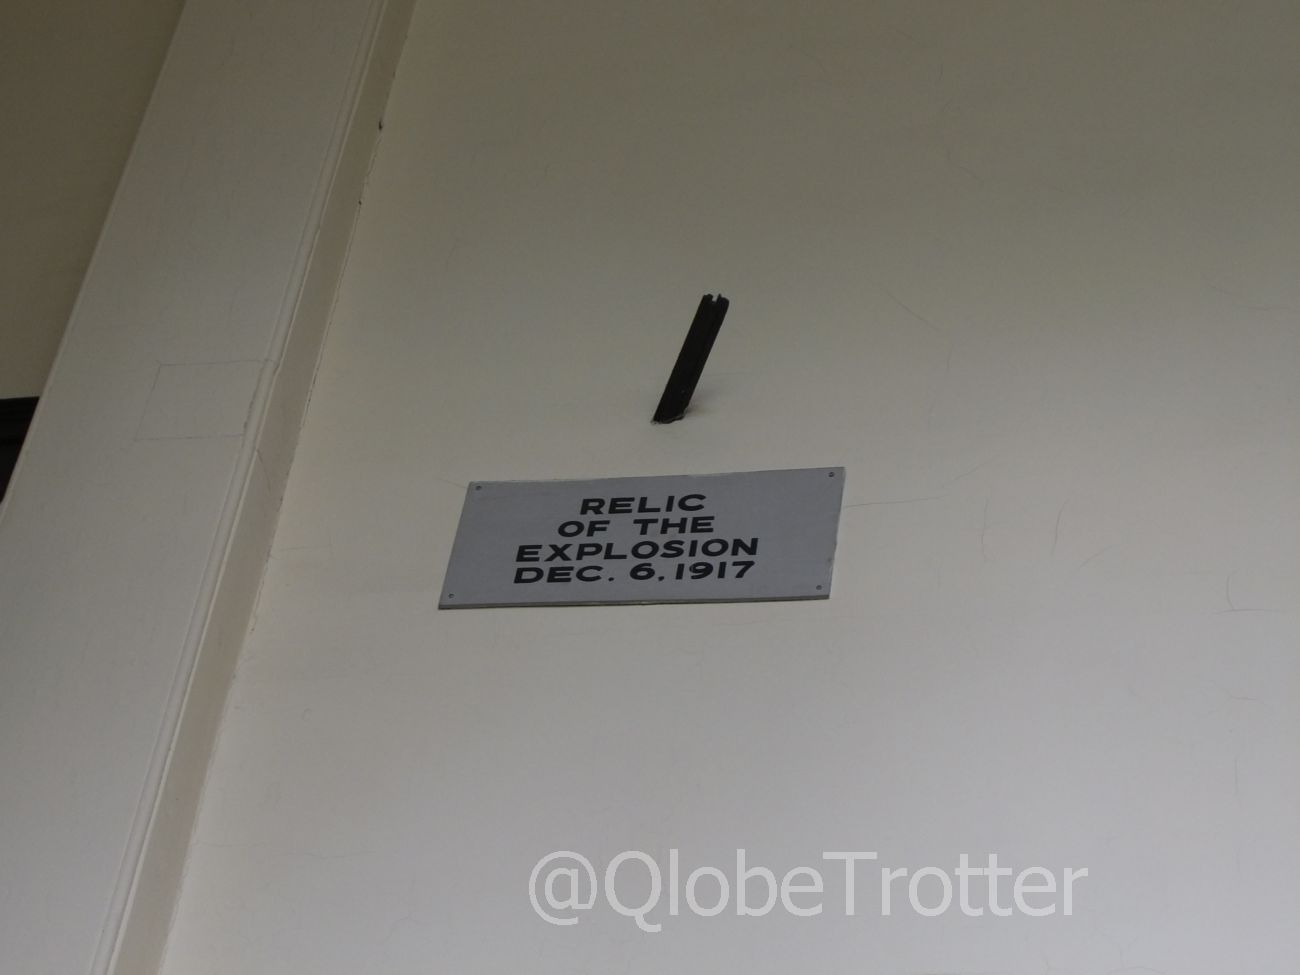 RELIC
OF THE
EXPLOSION
DEC. 6, 1917
@QlobeTrotter